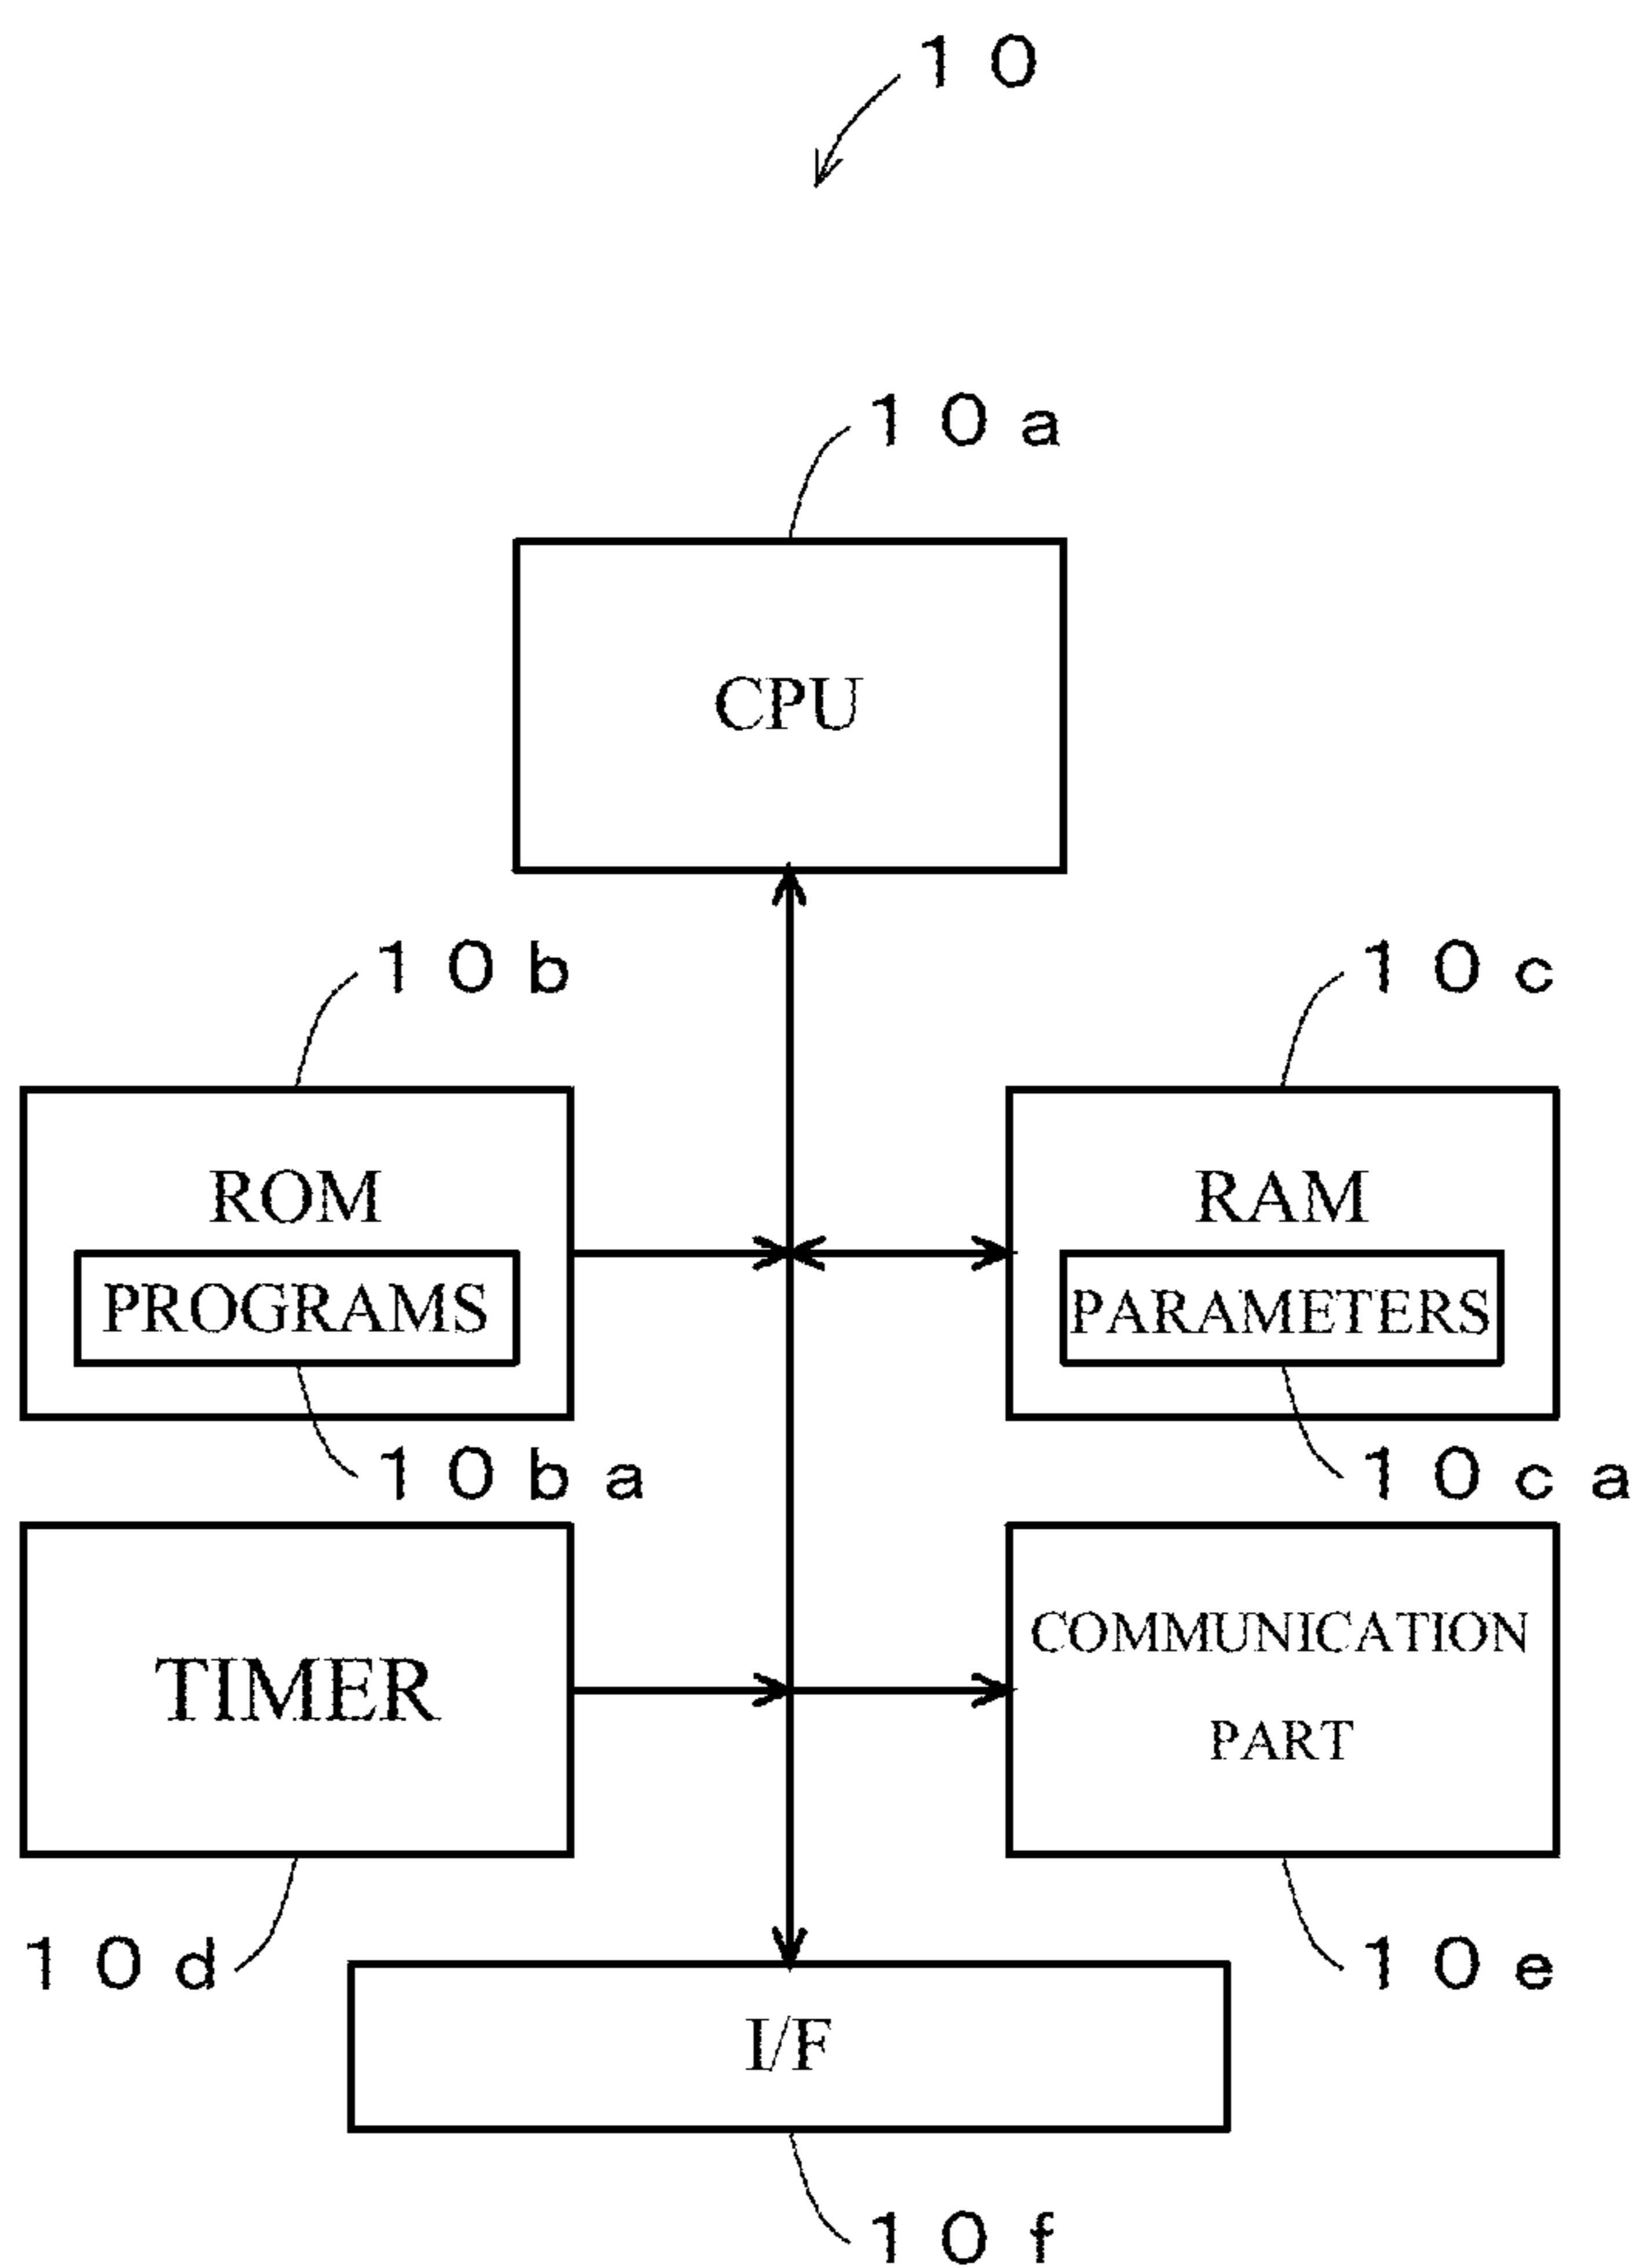 10
10a
CPU
10b
10c
ROM
RAM
PROGRAMS
PARAMETERS
10ba
10ca
TIMER
COMMUNICATION
PART
10d
10e
I/F
10f